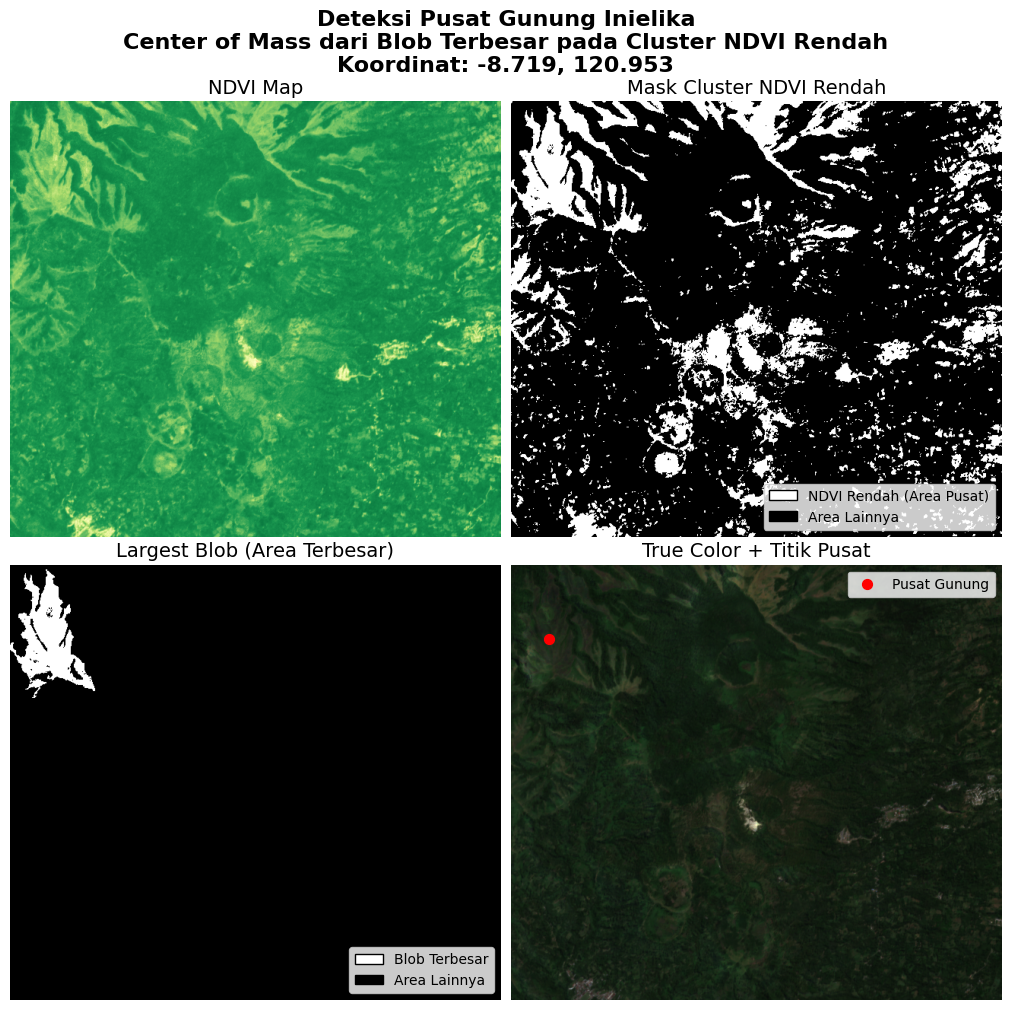 Deteksi Pusat Gunung Inielika
Center of Mass dari Blob Terbesar pada Cluster NDVI Rendah
Koordinat: -8.719, 120.953
NDVI Map
Mask Cluster NDVI Rendah
NDVI Rendah (Area Pusat)
Area Lainnya
Largest Blob (Area Terbesar)
True Color + Titik Pusat
Blob Terbesar
Area Lainnya
Pusat Gunung